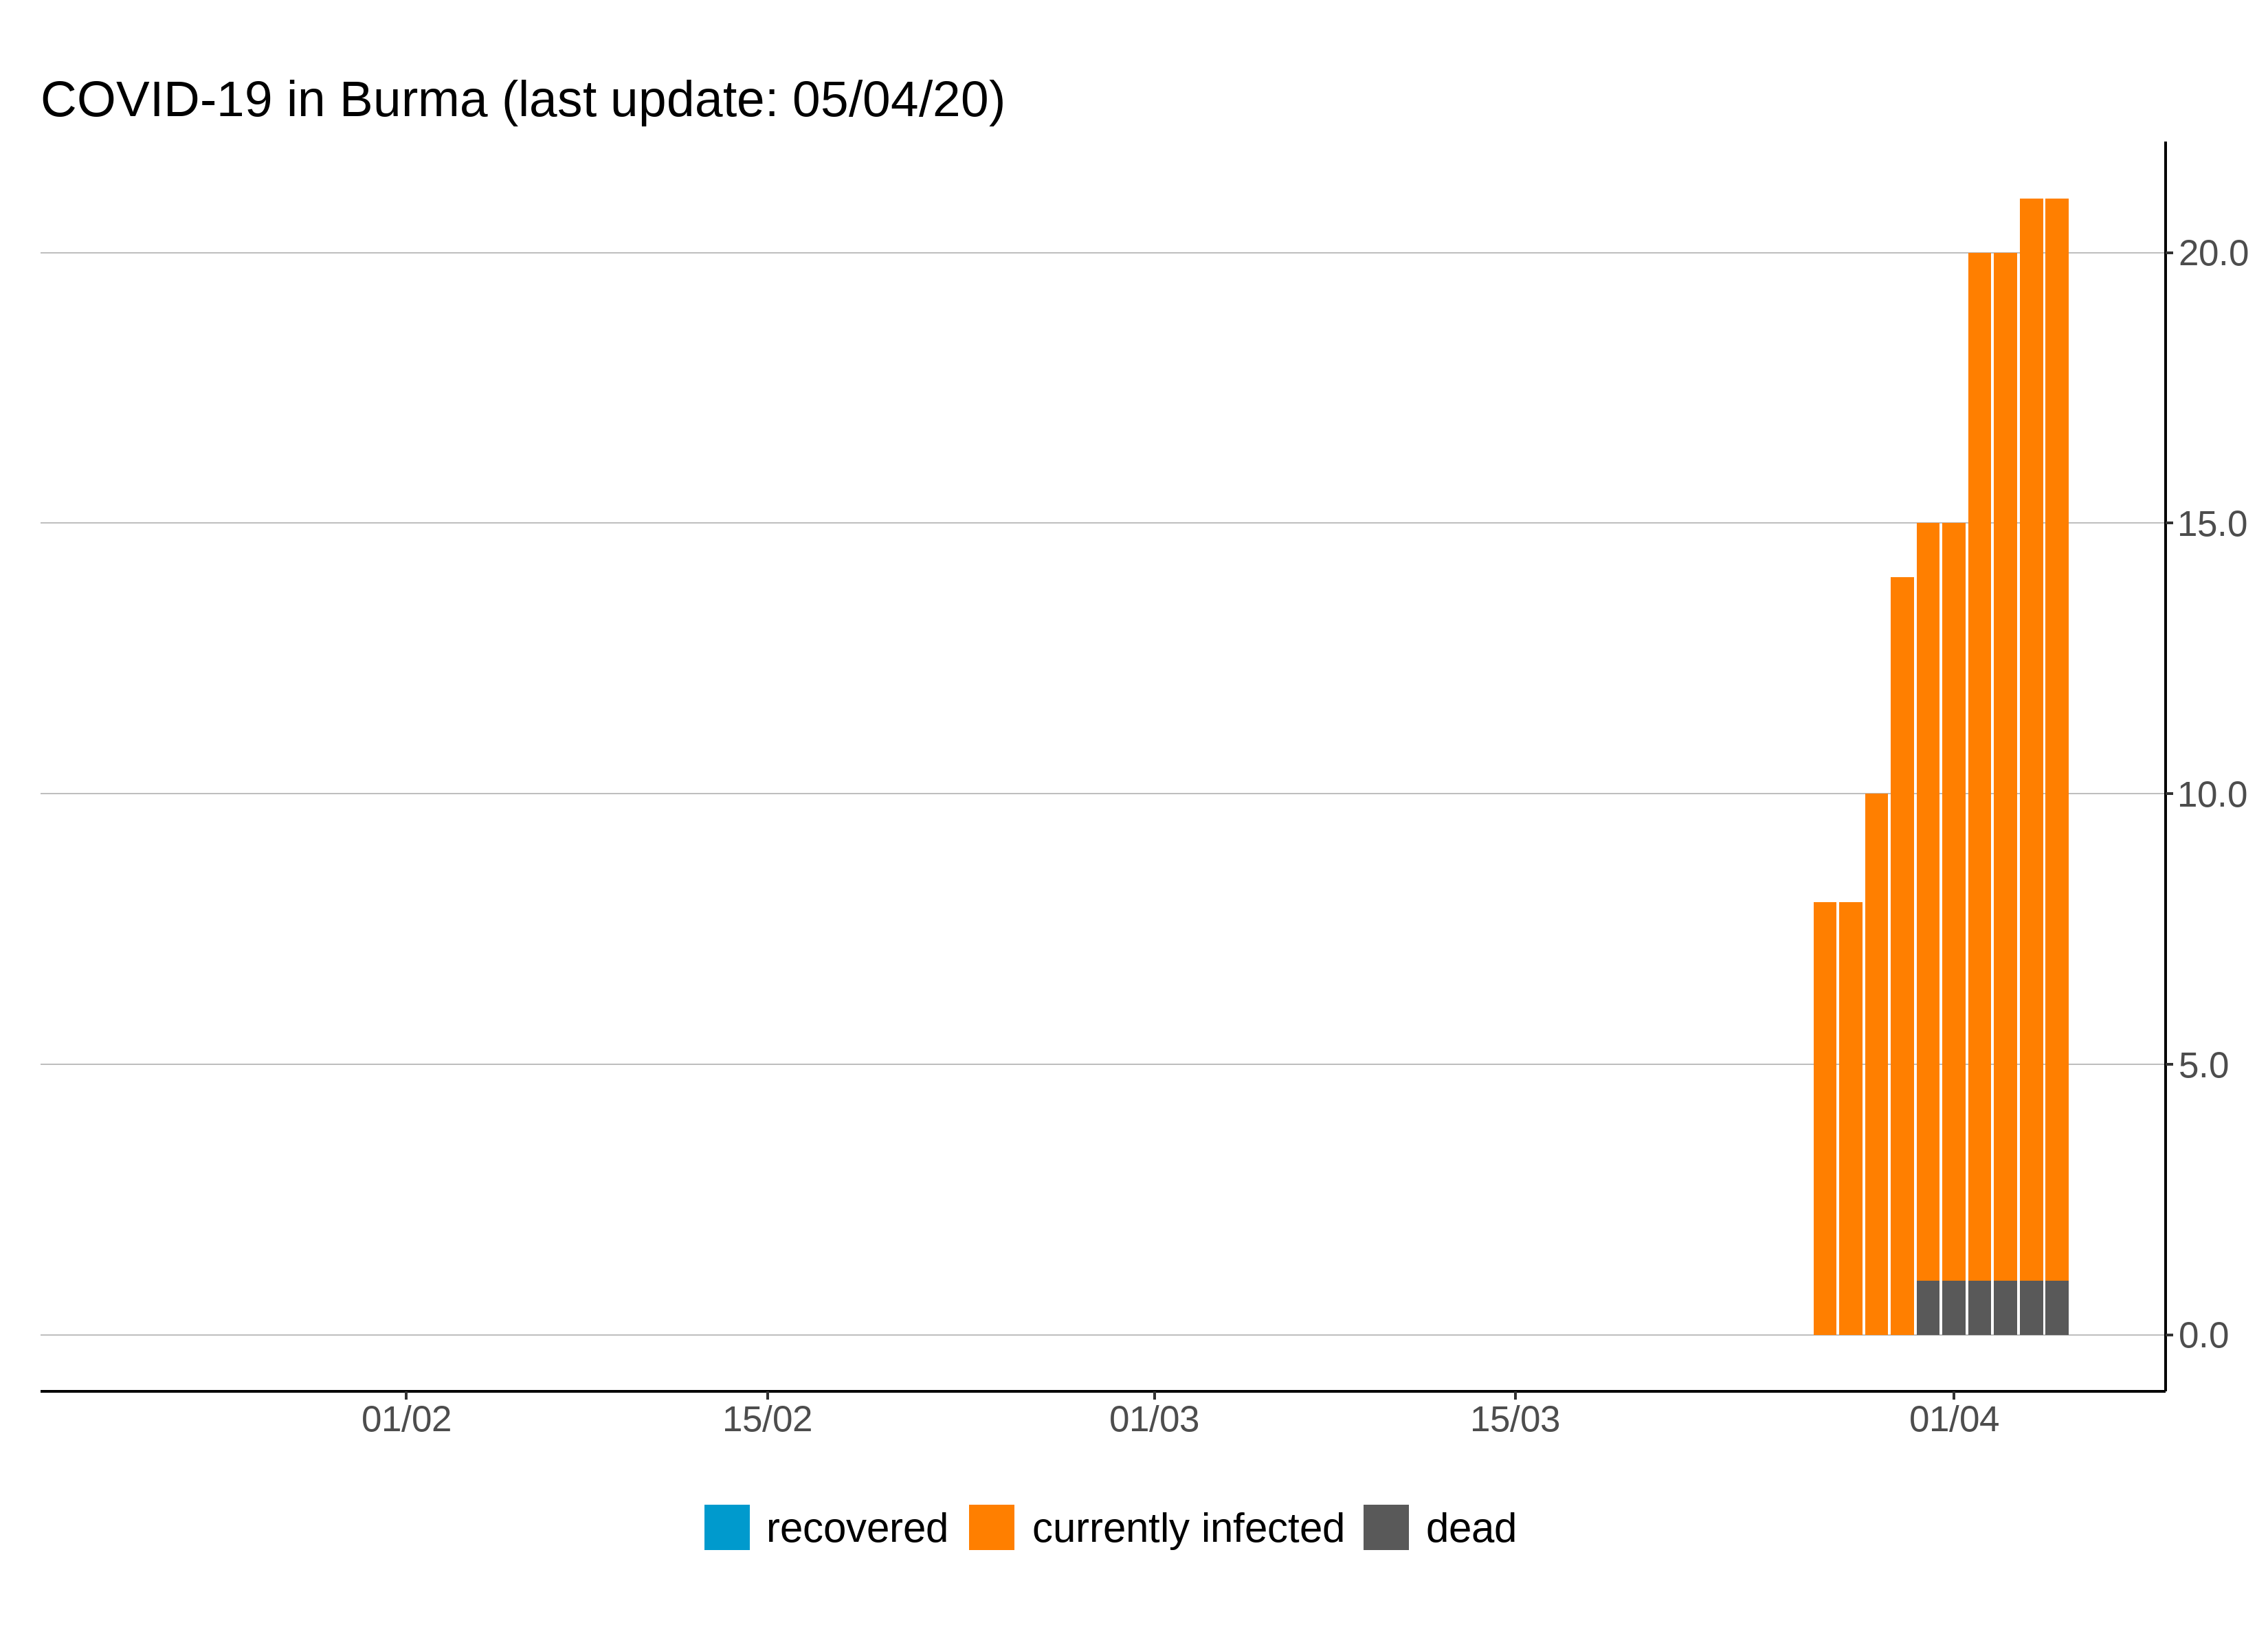 COVID-19 in Burma (last update: 05/04/20)
20.0
15.0
10.0
5.0
0.0
01/02 15/02 01/03 15/03 01/04
recovered currently infected dead